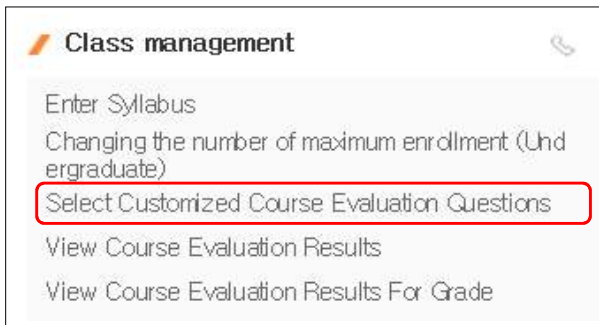 Class management
Enter Syllabus
Changing the number of maximum enrollment (Und
ergraduate)
Select Customized Course Evaluation Questions
View Course Evaluation Results
View Course Evaluation Results For Grade